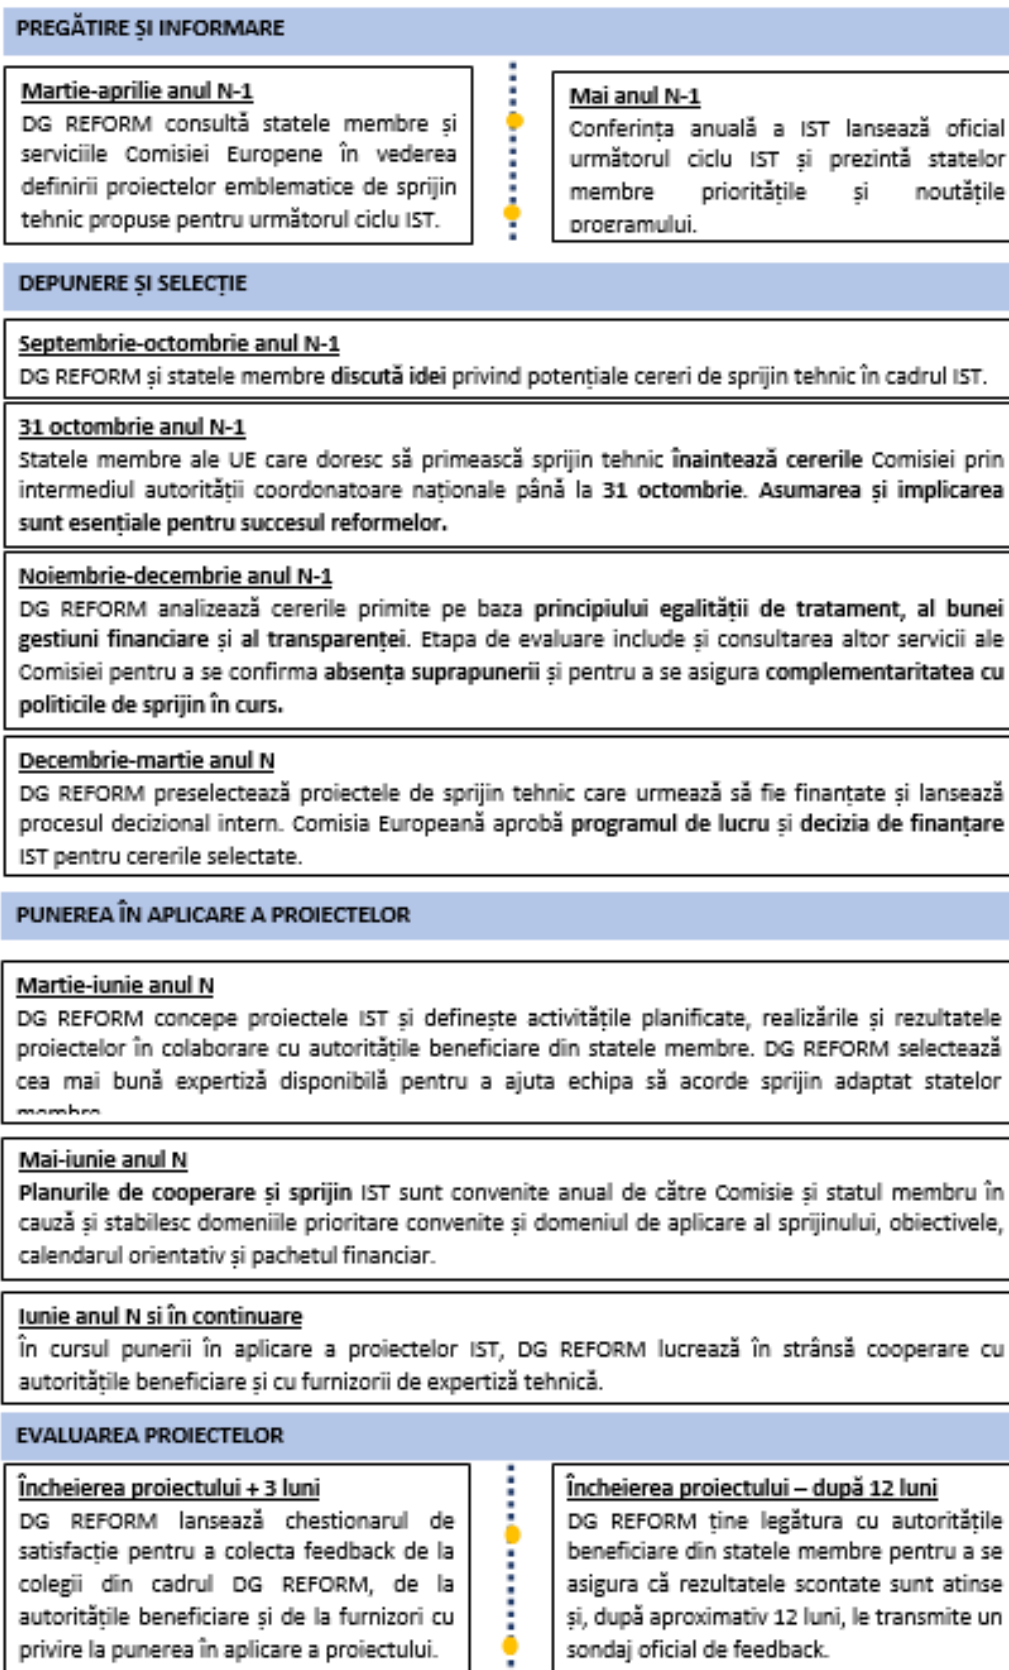 PREGĂTIRE ȘI INFORMARE
Martie-aprilie anul N-1
DG REFORM consultă statele membre și
serviciile Comisiei Europene în vederea
definirii proiectelor emblematice de sprijin
tehnic propuse pentru următorul ciclu IST.
Mai anul N-1
Conferința anuală a IST lansează oficial
următorul ciclu IST și prezintă statelor
membre prioritățile și noutățile
programului.
DEPUNERE ȘI SELECȚIE
Septembrie-octombrie anul N-1
DG REFORM și statele membre discută idei privind potențiale cereri de sprijin tehnic în cadrul IST.
31 octombrie anul N-1
Statele membre ale UE care doresc să primească sprijin tehnic înaintează cererile Comisiei prin
intermediul autorității coordonatoare naționale până la 31 octombrie. Asumarea și implicarea
sunt esențiale pentru succesul reformelor.
Noiembrie-decembrie anul N-1
DG REFORM analizează cererile primite pe baza principiului egalității de tratament, al bunei
gestiuni financiare și al transparenței. Etapa de evaluare include și consultarea altor servicii ale
Comisiei pentru a se confirma absența suprapunerii și pentru a se asigura complementaritatea cu
politicile de sprijin în curs.
Decembrie-martie anul N
DG REFORM preselectează proiectele de sprijin tehnic care urmează să fie finanțate și lansează
procesul decizional intern. Comisia Europeană aprobă programul de lucru și decizia de finanțare
IST pentru cererile selectate.
PUNEREA ÎN APLICARE A PROIECTELOR
Martie-iunie anul N
DG REFORM concepe proiectele IST și definește activitățile planificate, realizările și rezultatele
proiectelor în colaborare cu autoritățile beneficiare din statele membre. DG REFORM selectează
cea mai bună expertiză disponibilă pentru a ajuta echipa să acorde sprijin adaptat statelor
membre.
Mai-iunie anul N
Planurile de cooperare și sprijin IST sunt convenite anual de către Comisie și statul membru în
cauză și stabilesc domeniile prioritare convenite și domeniul de aplicare al sprijinului, obiectivele,
calendarul orientativ și pachetul financiar.
Iunie anul N si în continuare
În cursul punerii în aplicare a proiectelor IST, DG REFORM lucrează în strânsă cooperare cu
autoritățile beneficiare și cu furnizorii de expertiză tehnică.
EVALUAREA PROIECTELOR
Încheierea proiectului + 3 luni
DG REFORM lansează chestionarul de
satisfacție pentru a colecta feedback de la
colegii din cadrul DG REFORM, de la
autoritățile beneficiare și de la furnizori cu
privire la punerea în aplicare a proiectului.
Încheierea proiectului – după 12 luni
DG REFORM ține legătura cu autoritățile
beneficiare din statele membre pentru a se
asigura că rezultatele scontate sunt atinse
și, după aproximativ 12 luni, le transmite un
sondaj oficial de feedback.